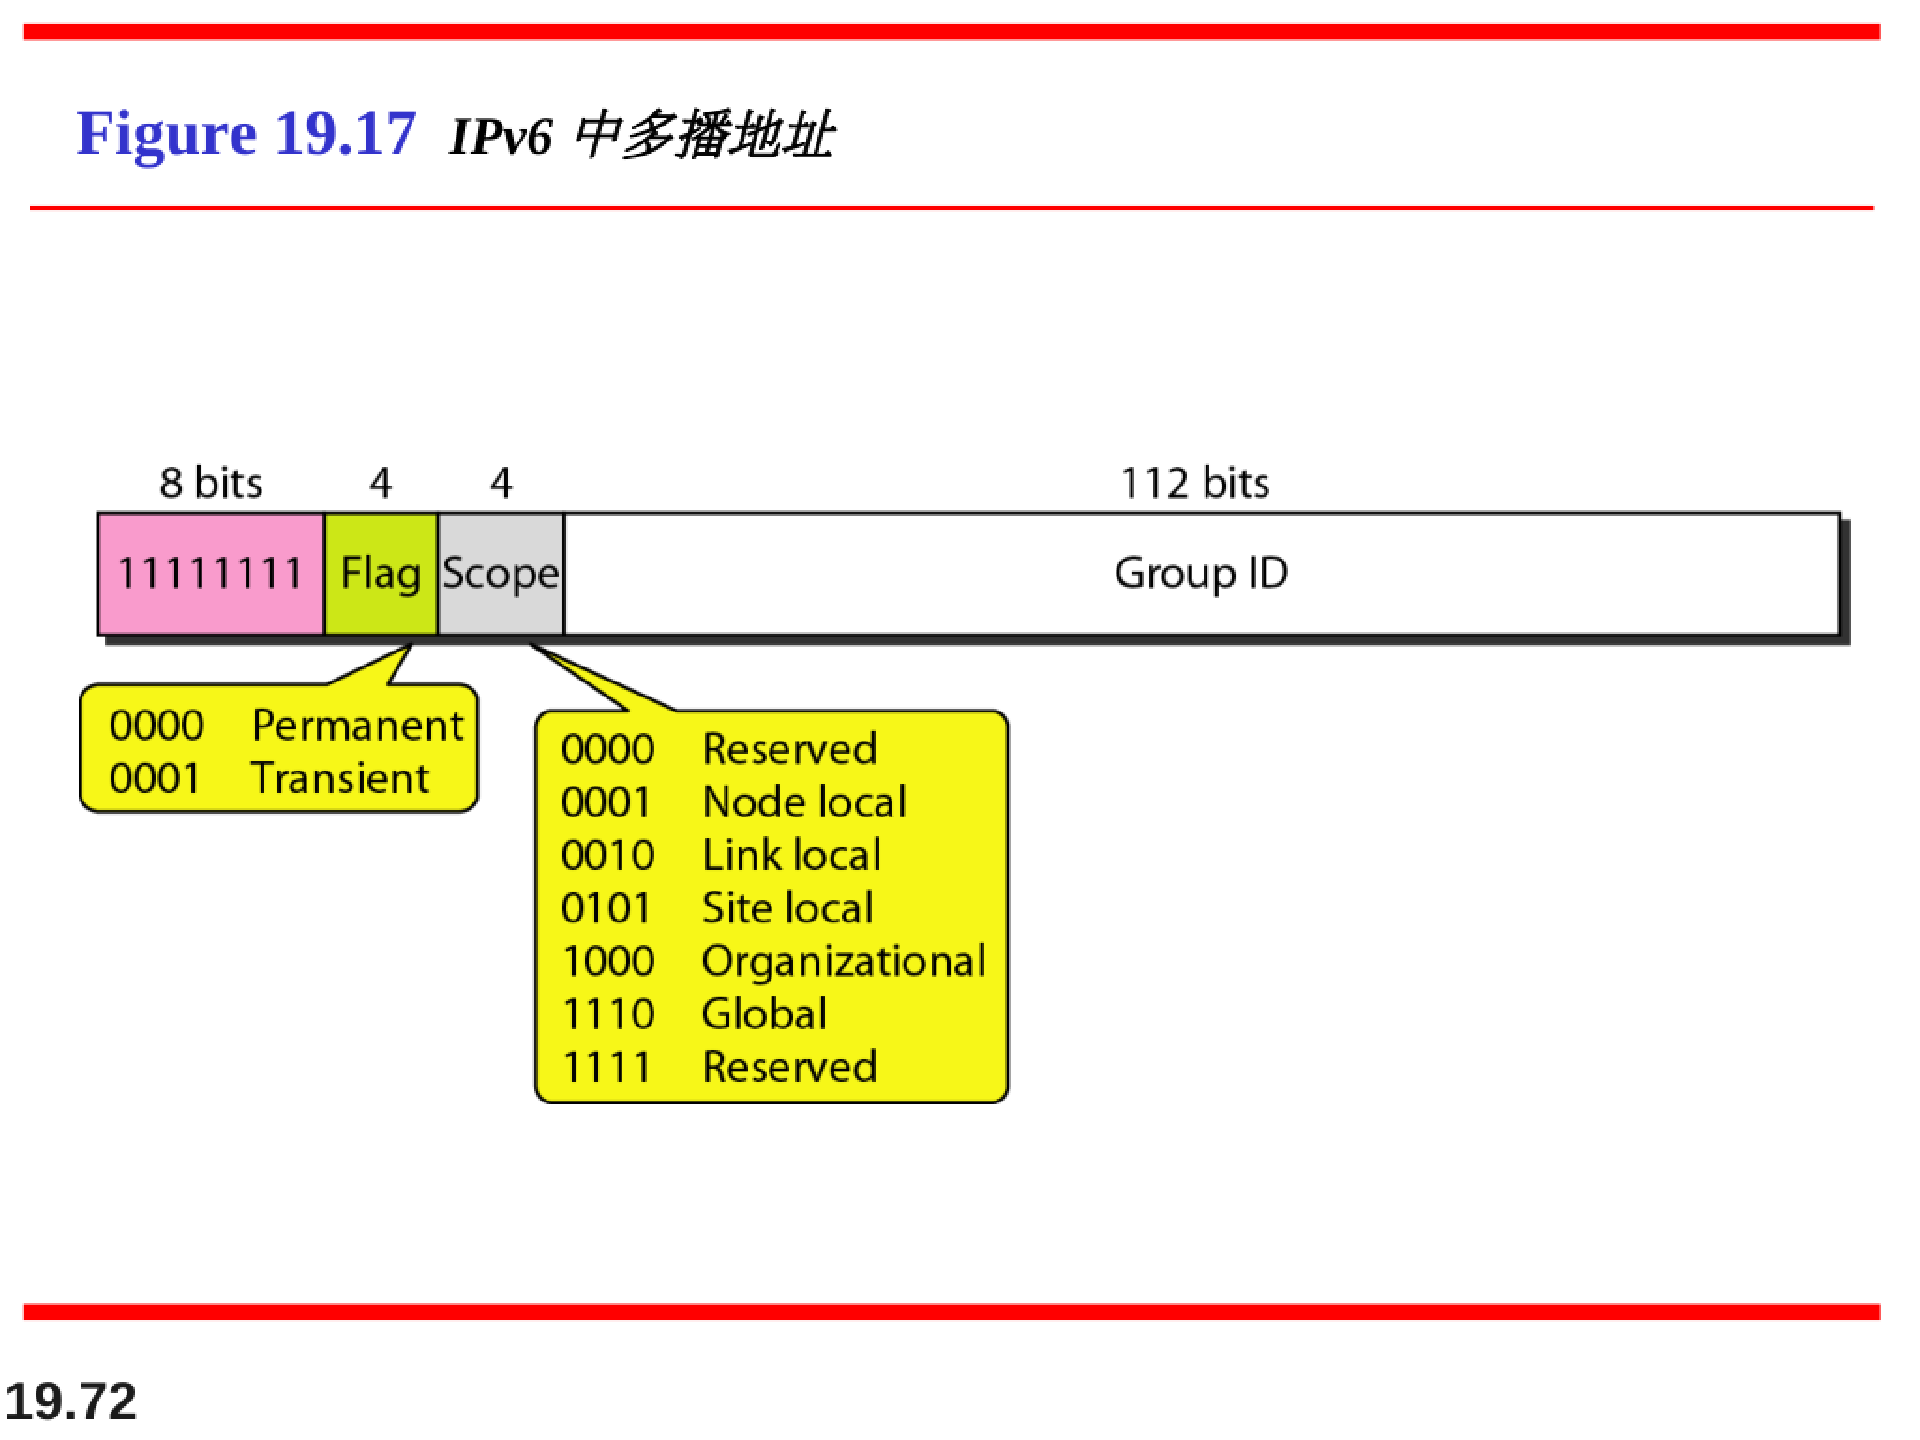 Figure 19.17 IPv6 中多播地址
8 bits 4 4 112 bits
11111111 Flag Scope Group ID
0000 Permanent
0001 Transient
0000 Reserved
0001 Node local
0010 Link local
0101 Site local
1000 Organizational
1110 Global
1111 Reserved
19.72